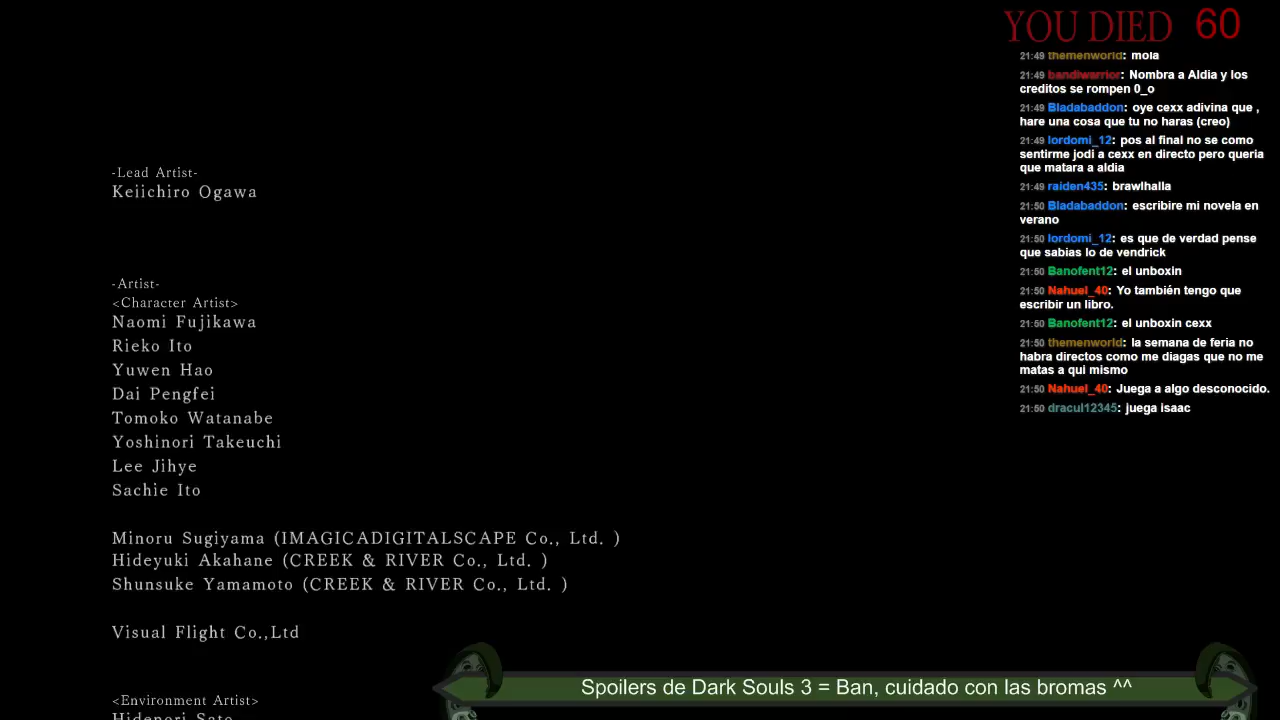 YOU DIED 60
21:49 themenworld: mola
21:49 bandiwarrior: Nombra a Aldia y los
creditos se rompen 0_o
21:49 Bladabaddon: oye cexx adivina que ,
hare una cosa que tu no haras (creo)
21:49 lordomi_12: pos al final no se como
sentirme jodi a cexx en directo pero queria
que matara a aldia
21:49 raiden435: brawlhalla
21:50 Bladabaddon: escribire mi novela en
verano
21:50 lordomi_12: es que de verdad pense
que sabias lo de vendrick
21:50 Banofent12: el unboxin
21:50 Nahuel_40: Yo también tengo que
escribir un libro.
21:50 Banofent12: el unboxin cexx
21:50 themenworld: la semana de feria no
habra directos como me diagas que no me
matas a qui mismo
21:50 Nahuel_40: Juega a algo desconocido.
21:50 dracul12345: juega isaac
-Lead Artist-
Keiichiro Ogawa
-Artist-
<Character Artist>
Naomi Fujikawa
Rieko Ito
Yuwen Hao
Dai Pengfei
Tomoko Watanabe
Yoshinori Takeuchi
Lee Jihye
Sachie Ito
Minoru Sugiyama (IMAGICADIGITALSCAPE Co., Ltd. )
Hideyuki Akahane (CREEK & RIVER Co., Ltd. )
Shunsuke Yamamoto (CREEK & RIVER Co., Ltd. )
Visual Flight Co.,Ltd
<Environment Artist>
Hidenori Sato
Spoilers de Dark Souls 3 = Ban, cuidado con las bromas ^^